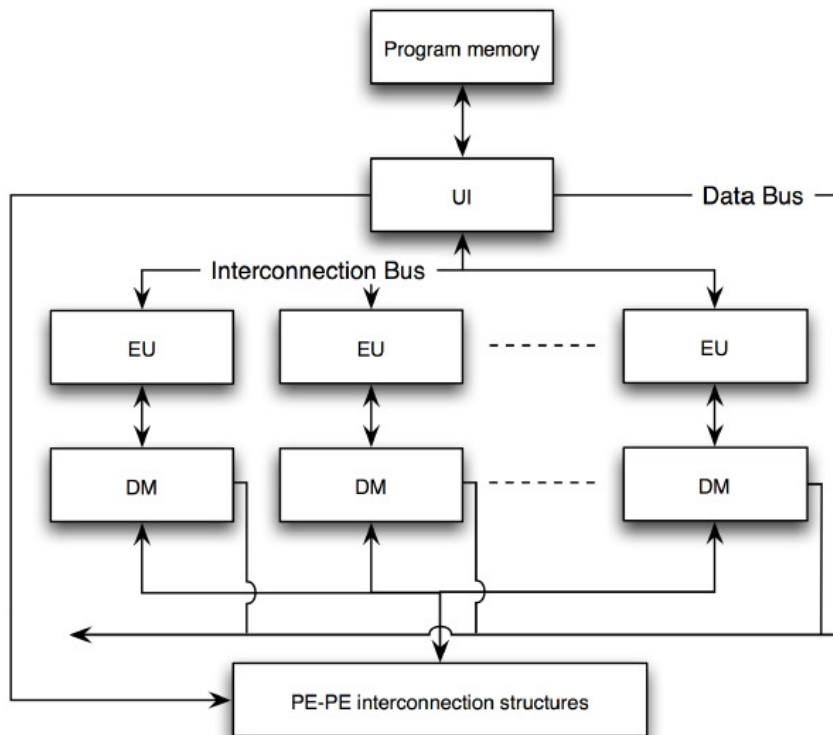 Program memory
UI
Data Bus
Interconnection Bus
EU
EU
EU
DM
DM
DM
PE-PE interconnection structures